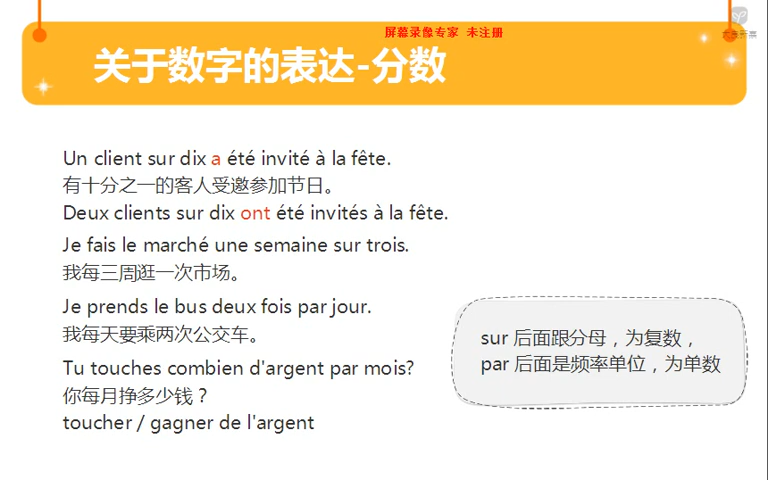 屏幕录像专家 未注册
关于数字的表达-分数
Un client sur dix a été invité à la fête.
有十分之一的客人受邀参加节日。
Deux clients sur dix ont été invités à la fête.
Je fais le marché une semaine sur trois.
我每三周逛一次市场。
Je prends le bus deux fois par jour.
我每天要乘两次公交车。
Tu touches combien d'argent par mois?
你每月挣多少钱？
toucher / gagner de l'argent
sur 后面跟分母，为复数，
par 后面是频率单位，为单数